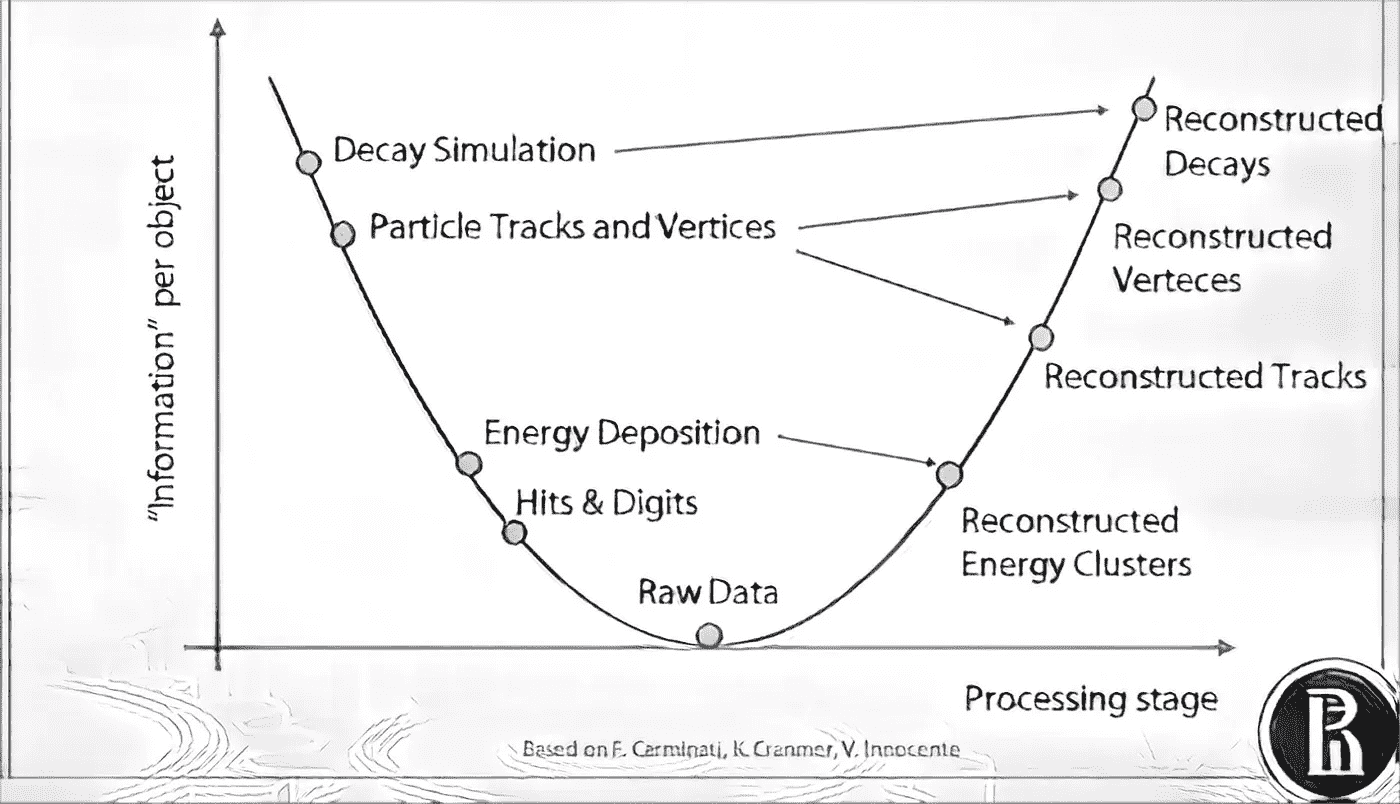 "Information" per object
Decay Simulation
Particle Tracks and Vertices
Energy Deposition
Hits & Digits
Raw Data
Reconstructed
Decays
Reconstructed
Verteces
Reconstructed Tracks
Reconstructed
Energy Clusters
Processing stage
Based on F. Carminati, K. Cranmer, V. Innocente